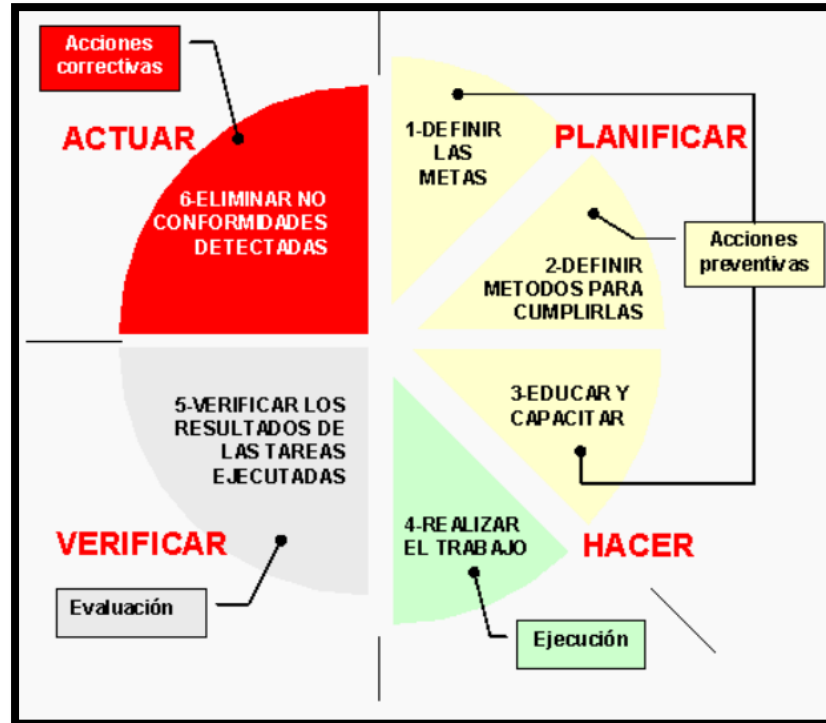 Acciones
correctivas
ACTUAR
6-ELIMINAR NO
CONFORMIDADES
DETECTADAS
1-DEFINIR
LAS
METAS
PLANIFICAR
2-DEFINIR
METODOS PARA
CUMPLIRLAS
Acciones
preventivas
3-EDUCAR Y
CAPACITAR
HACER
4-REALIZAR
EL TRABAJO
Ejecución
5-VERIFICAR LOS
RESULTADOS DE
LAS TAREAS
EJECUTADAS
VERIFICAR
Evaluación